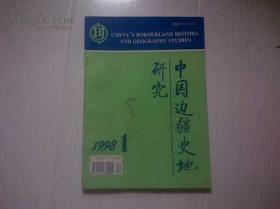 CHINA'S BORDERLAND HISTORY
AND GEOGRAPHY STUDIES
中国边疆史地
研究
1998 1